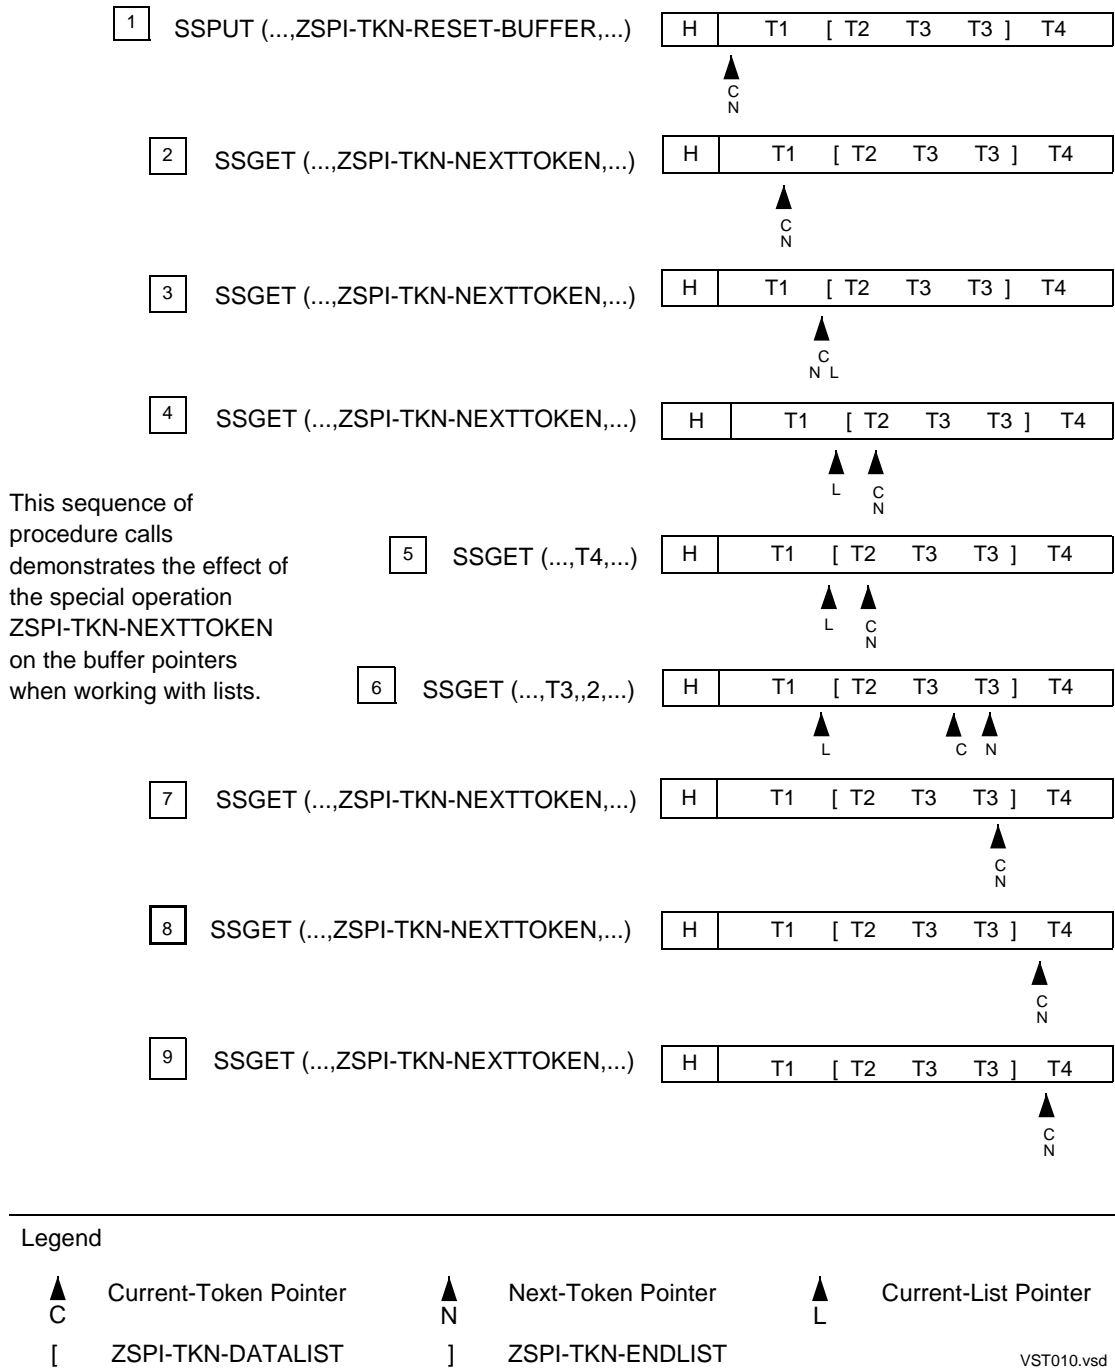 1 SSPUT (...,ZSPI-TKN-RESET-BUFFER,...) H T1 [ T2 T3 T3 ] T4
C
N
2 SSGET (...,ZSPI-TKN-NEXTTOKEN,...) H T1 [ T2 T3 T3 ] T4
C
N
3 SSGET (...,ZSPI-TKN-NEXTTOKEN,...) H T1 [ T2 T3 T3 ] T4
C
N L
4 SSGET (...,ZSPI-TKN-NEXTTOKEN,...) H T1 [ T2 T3 T3 ] T4
L C
N
This sequence of
procedure calls
demonstrates the effect of
the special operation
ZSPI-TKN-NEXTTOKEN
on the buffer pointers
when working with lists.
5 SSGET (...,T4,...) H T1 [ T2 T3 T3 ] T4
L C
N
6 SSGET (...,T3,,2,...) H T1 [ T2 T3 T3 ] T4
L C N
7 SSGET (...,ZSPI-TKN-NEXTTOKEN,...) H T1 [ T2 T3 T3 ] T4
C
N
8 SSGET (...,ZSPI-TKN-NEXTTOKEN,...) H T1 [ T2 T3 T3 ] T4
C
N
9 SSGET (...,ZSPI-TKN-NEXTTOKEN,...) H T1 [ T2 T3 T3 ] T4
C
N
Legend
C Current-Token Pointer N Next-Token Pointer L Current-List Pointer
[ ZSPI-TKN-DATALIST ] ZSPI-TKN-ENDLIST
VST010.vsd